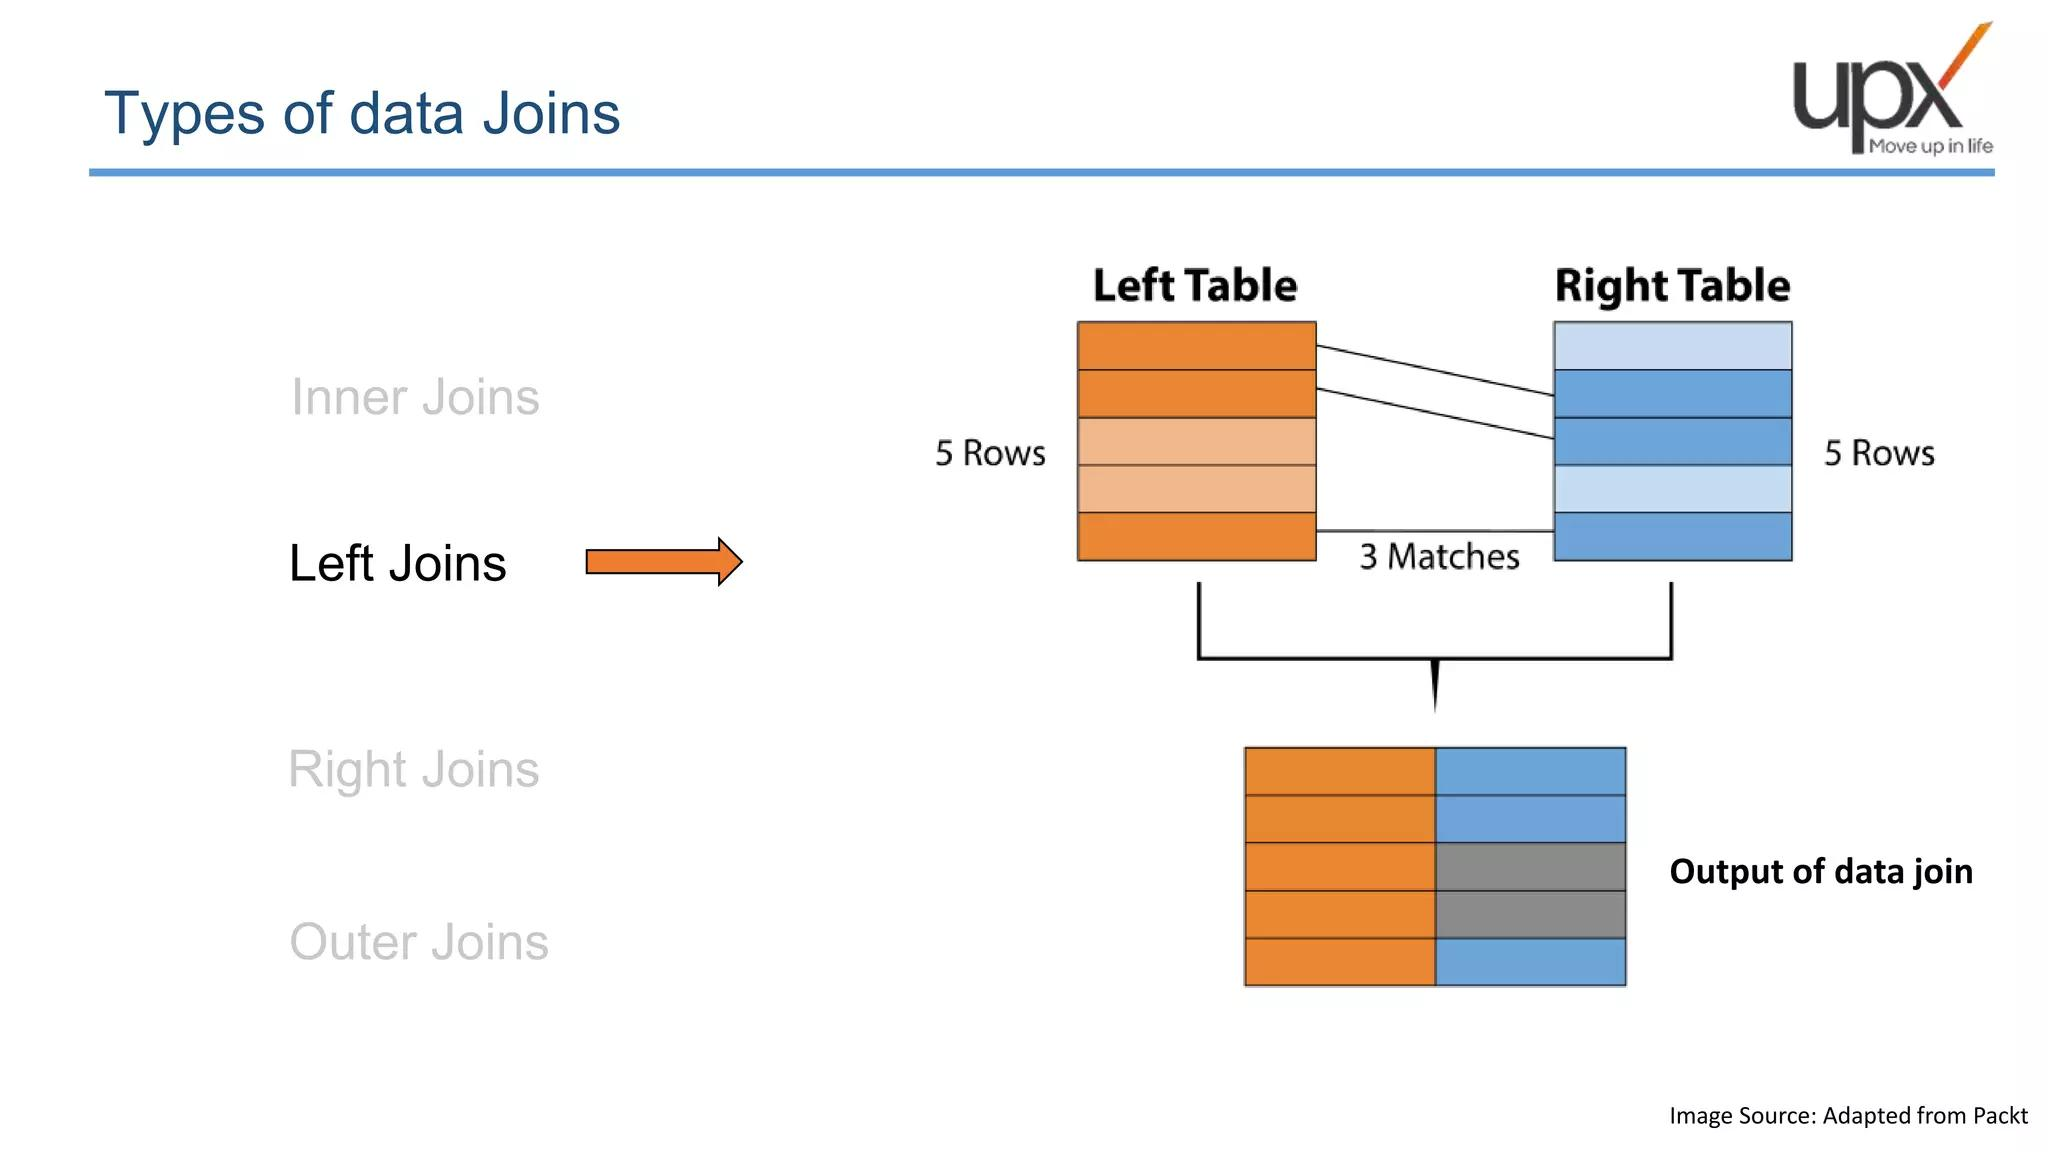 Types of data Joins
upx
Move up in life
Inner Joins
Left Joins
Right Joins
Outer Joins
Left Table
Right Table
5 Rows
5 Rows
3 Matches
Output of data join
Image Source: Adapted from Packt